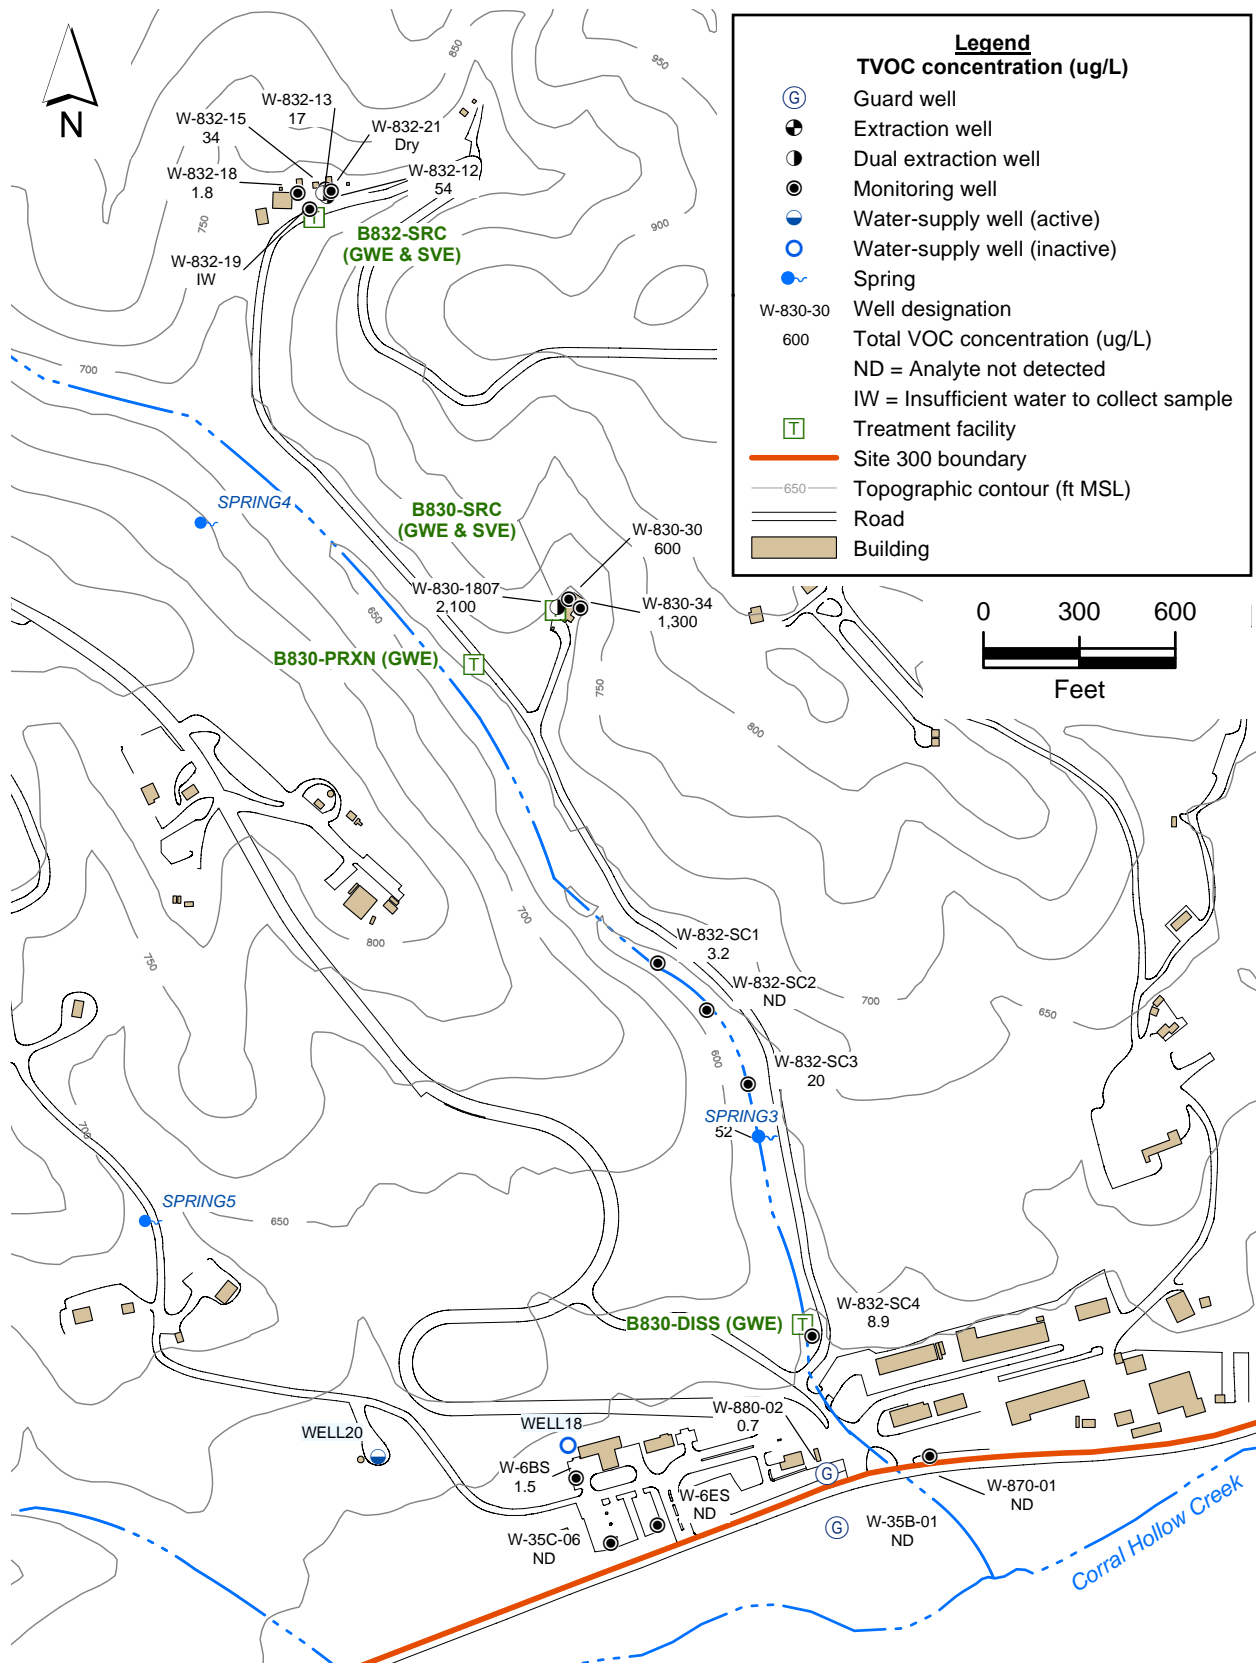 Legend
TVOC concentration (ug/L)
G Guard well
Extraction well
Dual extraction well
Monitoring well
Water-supply well (active)
Water-supply well (inactive)
Spring
W-830-30 Well designation
600 Total VOC concentration (ug/L)
ND = Analyte not detected
IW = Insufficient water to collect sample
T Treatment facility
Site 300 boundary
650 Topographic contour (ft MSL)
Road
Building
0 300 600
Feet
N
850
950
W-832-13
17
W-832-15
34
W-832-21
Dry
W-832-18
1.8
W-832-12
54
750
T
900
B832-SRC
(GWE & SVE)
W-832-19
IW
700
SPRING4
B830-SRC
(GWE & SVE)
W-830-30
600
W-830-1807
2,100
W-830-34
1,300
650
T
B830-PRXN (GWE)
T
750
800
700
800
750
W-832-SC1
3.2
W-832-SC2
ND
700
650
600
W-832-SC3
20
SPRING3
52
700
SPRING5
650
B830-DISS (GWE)
T
W-832-SC4
8.9
W-880-02
0.7
WELL18
WELL20
W-6BS
1.5
G
W-870-01
ND
W-6ES
ND
W-35C-06
ND
G
W-35B-01
ND
Corral Hollow Creek